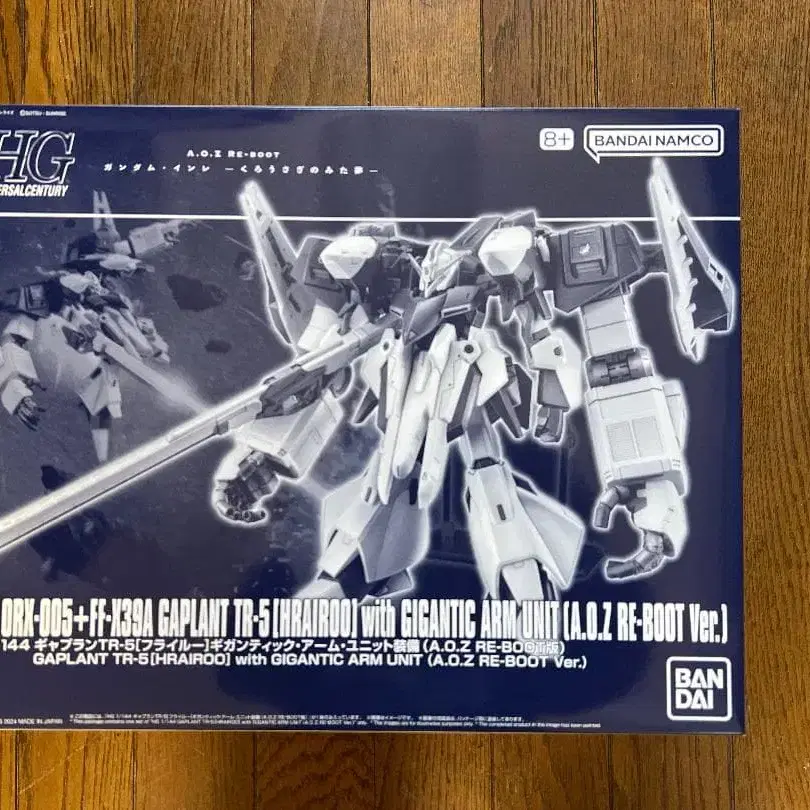 ©SOTSU・SUNRISE
HG
A.O.Z RE-BOOT
ガンダム・インレ ―くろうさぎのみた夢―
8+
BANDAI NAMCO
ERSALCENTURY
ORX-005+FF-X39A GAPLANT TR-5[HRAIROO] with GIGANTIC ARM UNIT (A.O.Z RE-BOOT Ver.)
144 ギャプランTR-5[フライルー]ギガンティック・アーム・ユニット装備(A.O.Z RE-BOOT版)
GAPLANT TR-5[HRAIROO] with GIGANTIC ARM UNIT (A.O.Z RE-BOOT Ver.)
BAN
DAI
2024 MADE IN JAPAN